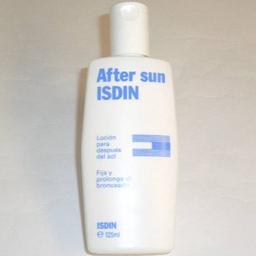 After sun
ISDIN
Loción
para
después
del sol
Fija y
prolonga el
bronceado
ISDIN
℮ 125ml